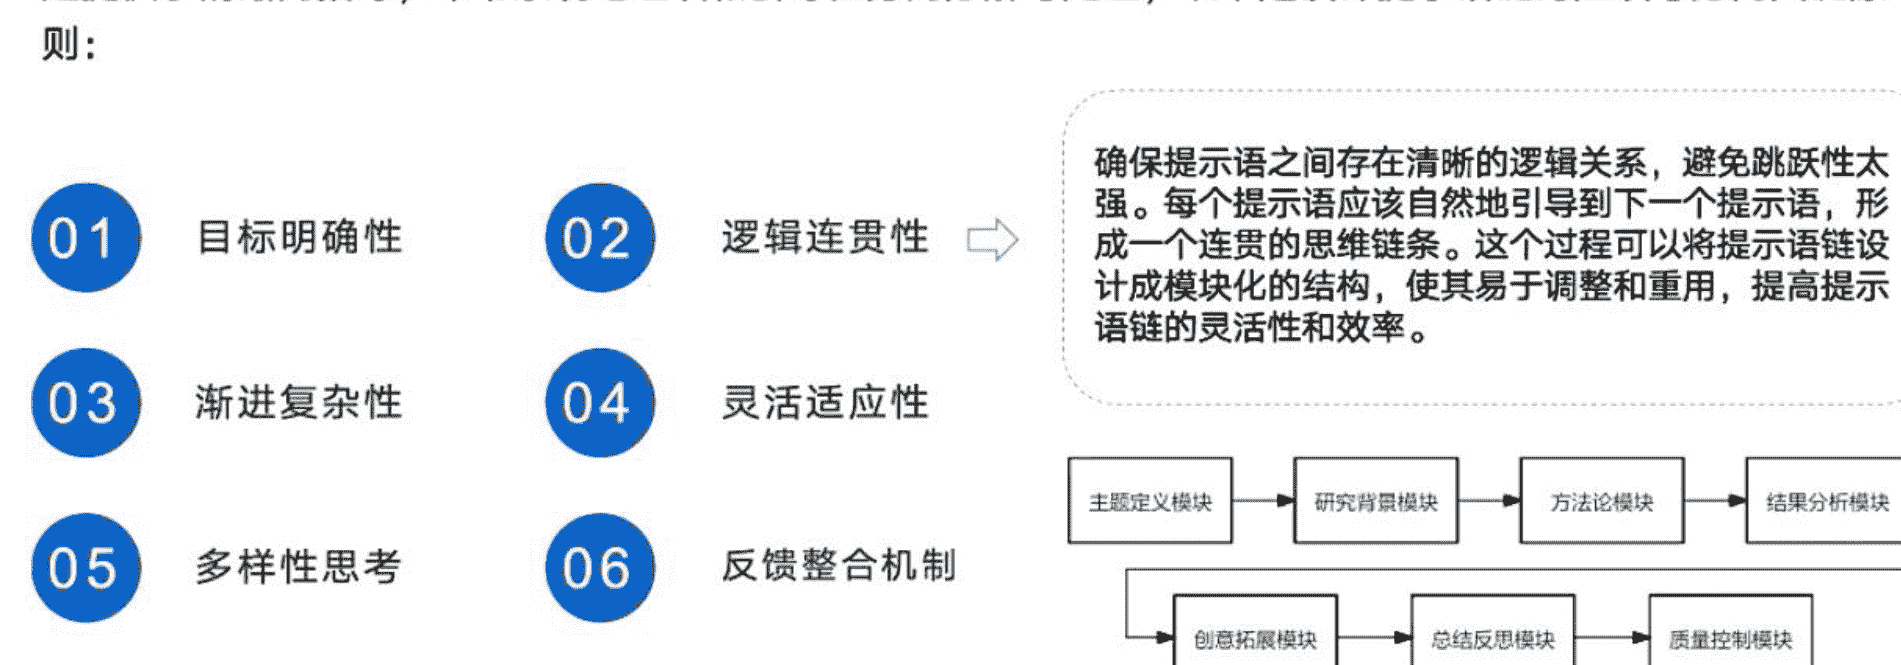 则：
01 目标明确性
02 逻辑连贯性
03 渐进复杂性
04 灵活适应性
05 多样性思考
06 反馈整合机制
确保提示语之间存在清晰的逻辑关系，避免跳跃性太
强。每个提示语应该自然地引导到下一个提示语，形
成一个连贯的思维链条。这个过程可以将提示语链设
计成模块化的结构，使其易于调整和重用，提高提示
语链的灵活性和效率。
主题定义模块
研究背景模块
方法论模块
结果分析模块
创意拓展模块
总结反思模块
质量控制模块